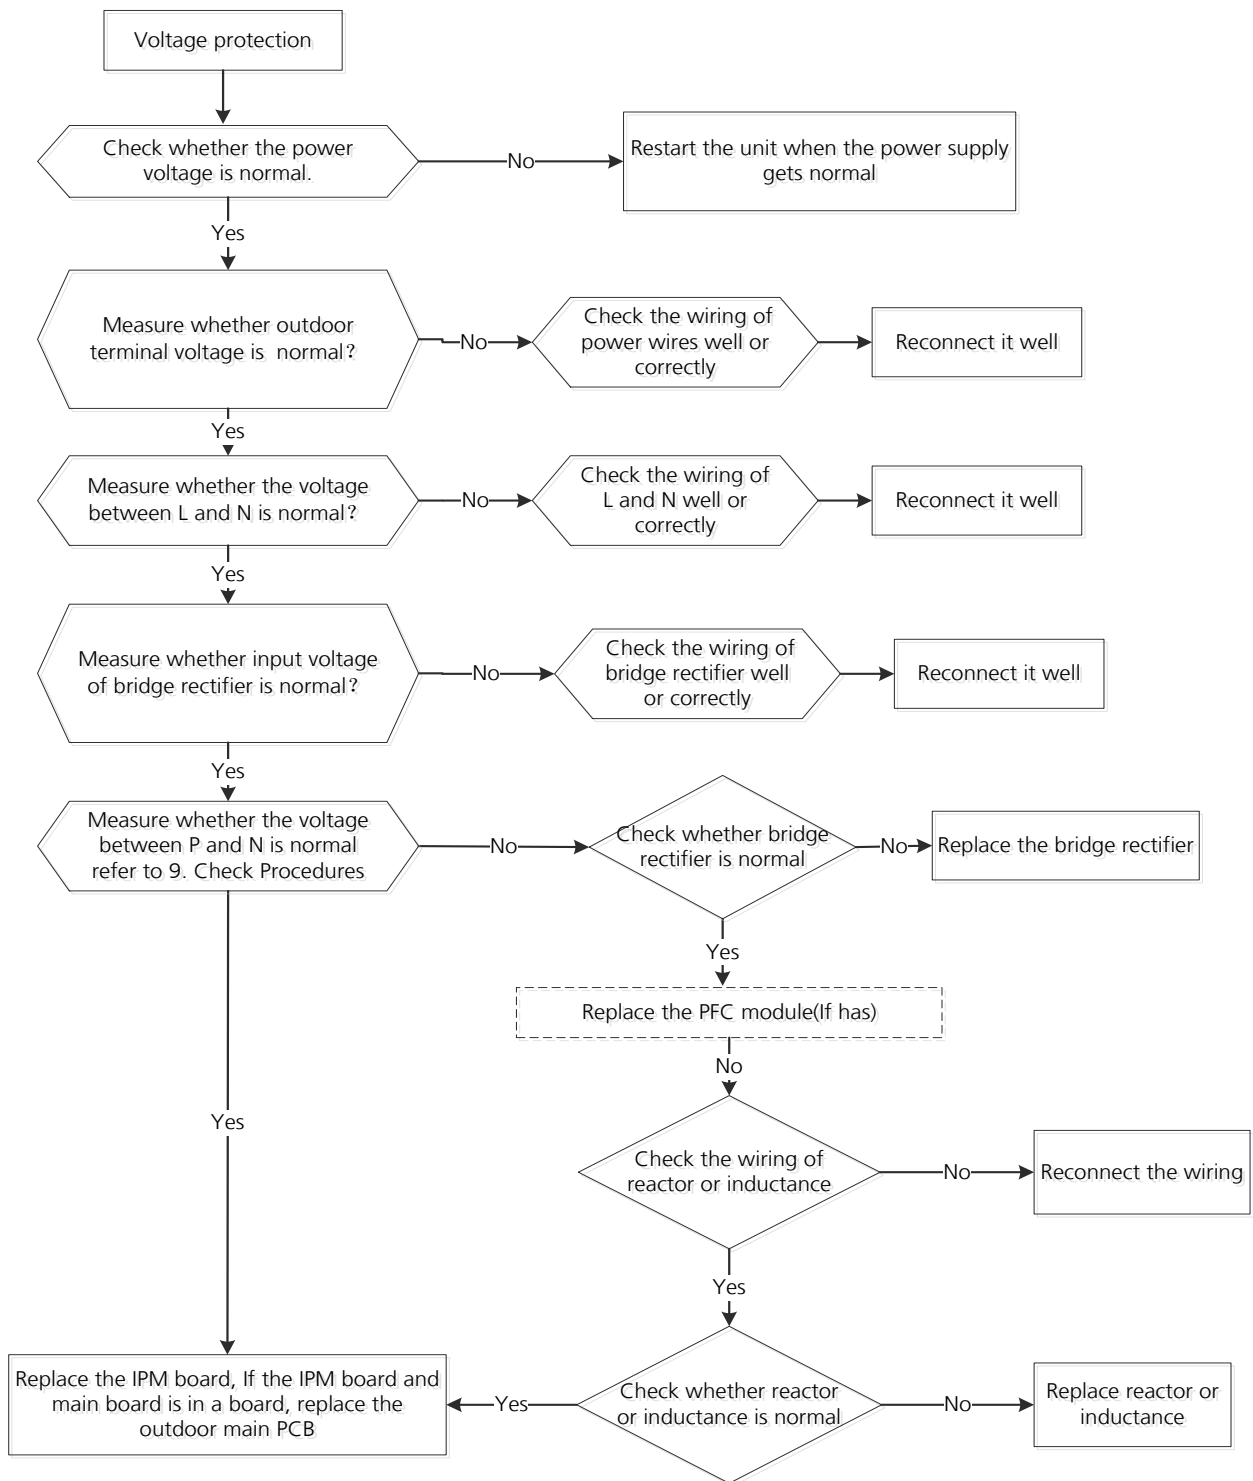 Voltage protection
Check whether the power
voltage is normal.
No
Restart the unit when the power supply
gets normal
Yes
Measure whether outdoor
terminal voltage is normal?
No
Check the wiring of
power wires well or
correctly
Reconnect it well
Yes
Measure whether the voltage
between L and N is normal?
No
Check the wiring of
L and N well or
correctly
Reconnect it well
Yes
Measure whether input voltage
of bridge rectifier is normal?
No
Check the wiring of
bridge rectifier well
or correctly
Reconnect it well
Yes
Measure whether the voltage
between P and N is normal
refer to 9. Check Procedures
No
Check whether bridge
rectifier is normal
No
Replace the bridge rectifier
Yes
Replace the PFC module(If has)
No
Yes
Check the wiring of
reactor or inductance
No
Reconnect the wiring
Yes
Replace the IPM board, If the IPM board and
main board is in a board, replace the
outdoor main PCB
Yes
Check whether reactor
or inductance is normal
No
Replace reactor or
inductance